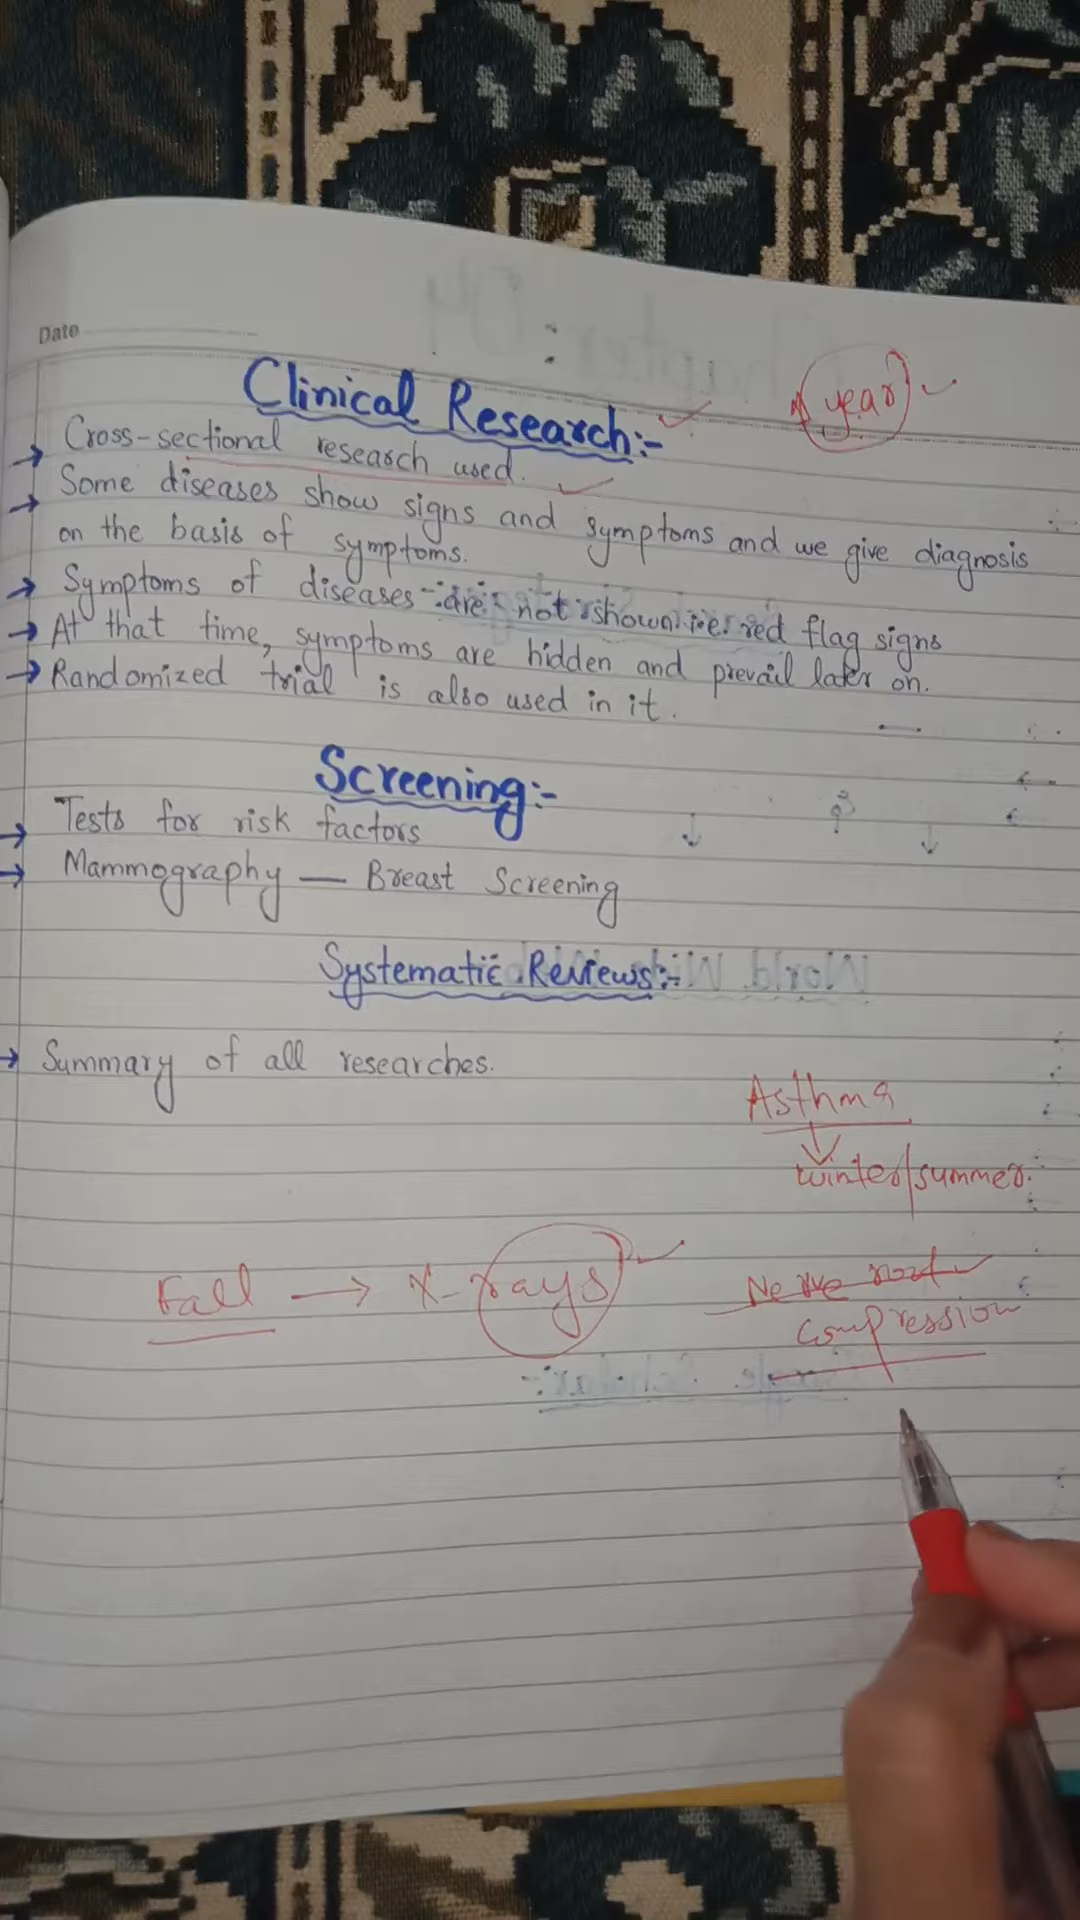 Date
Clinical Research:-
year
→ Cross-sectional research used.
→ Some diseases show signs and symptoms and we give diagnosis
on the basis of symptoms.
→ Symptoms of diseases are not shown i.e. red flag signs
→ At that time, symptoms are hidden and prevail later on.
→ Randomized trial is also used in it.
Screening:-
→ Tests for risk factors
→ Mammography — Breast Screening
Systematic Reviews:-
→ Summary of all researches.
Asthma
winter/summer.
Fall → X-rays
Nerve root
compression